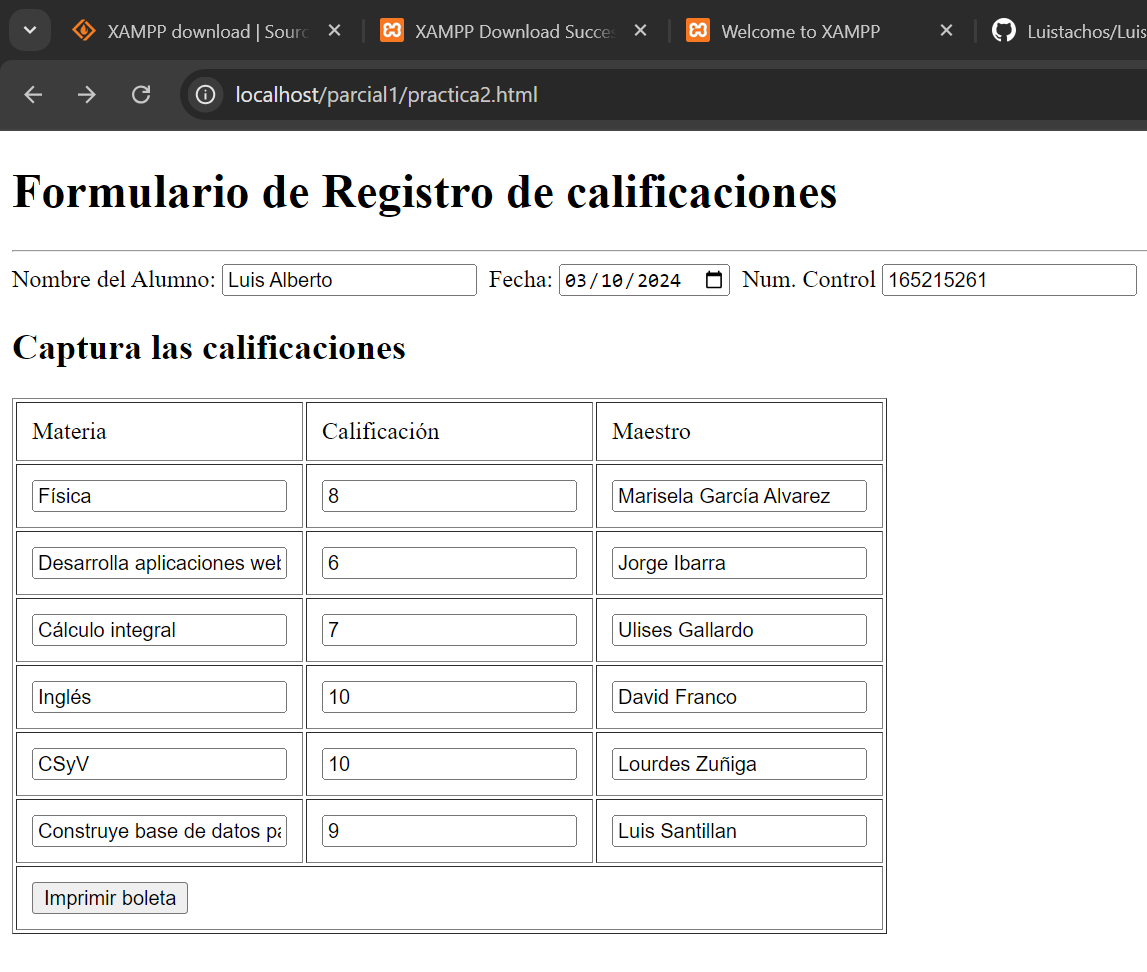 XAMPP download | Sourc XAMPP Download Succes Welcome to XAMPP Luistachos/Luis
localhost/parcial1/practica2.html
Formulario de Registro de calificaciones
Nombre del Alumno: Luis Alberto Fecha: 03/10/2024 Num. Control 165215261
Captura las calificaciones
Materia Calificación Maestro
Física 8 Marisela García Alvarez
Desarrolla aplicaciones web 6 Jorge Ibarra
Cálculo integral 7 Ulises Gallardo
Inglés 10 David Franco
CSyV 10 Lourdes Zuñiga
Construye base de datos pa 9 Luis Santillan
Imprimir boleta